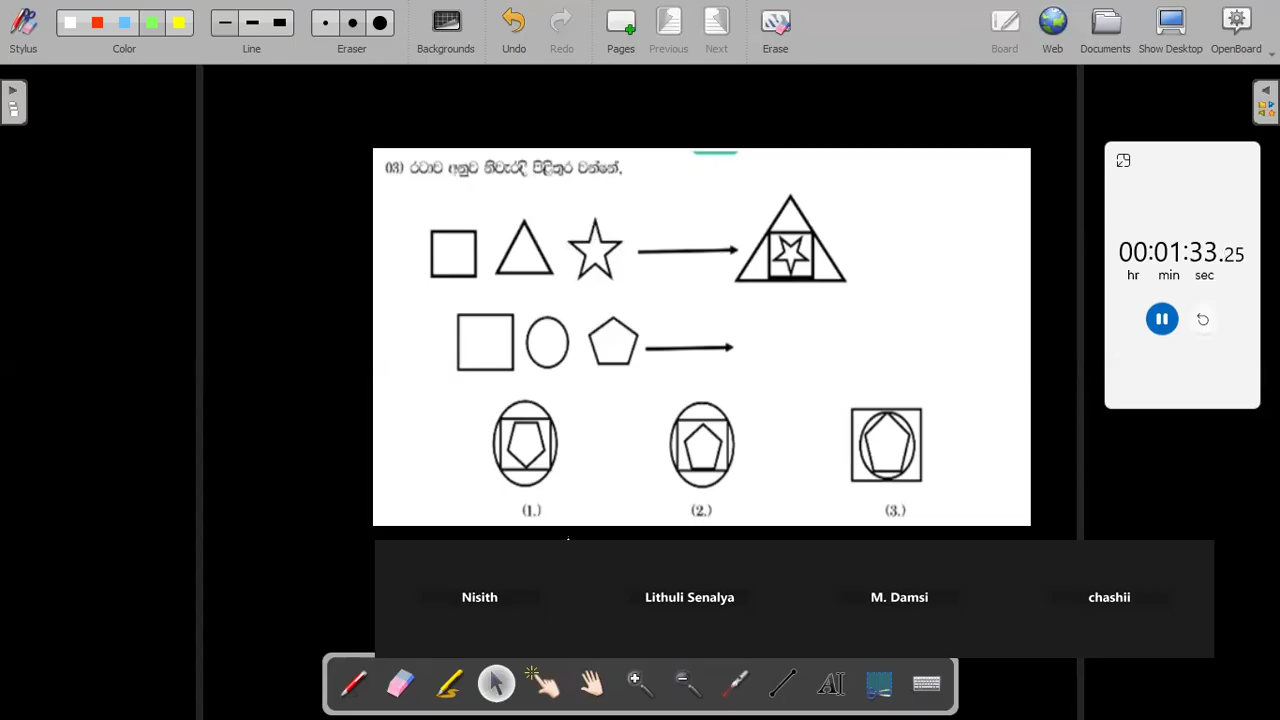 Stylus
Color
Line
Eraser
Backgrounds
Undo
Redo
Pages
Previous
Next
Erase
Board
Web
Documents
Show Desktop
OpenBoard
03) රටාව අනුව නිවැරදි පිළිතුර වන්නේ,
(1.)
(2.)
(3.)
00:01:33.25
hr min sec
Nisith
Lithuli Senalya
M. Damsi
chashii
AI